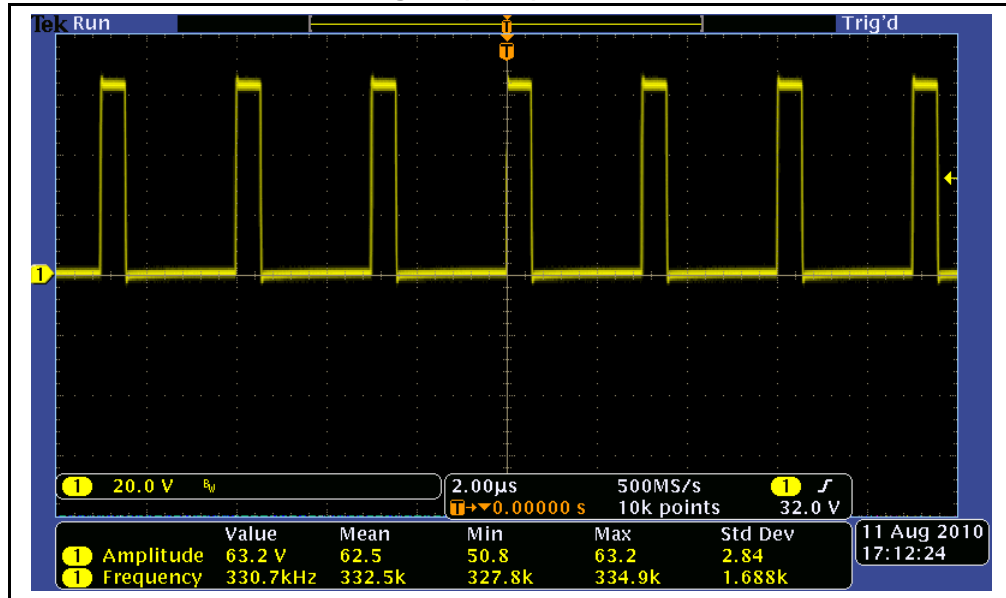 Tek Run T Trig'd
T
1
1 20.0 V BW 2.00µs 500MS/s 1
T→▼0.00000 s 10k points 32.0 V
Value Mean Min Max Std Dev
1 Amplitude 63.2 V 62.5 50.8 63.2 2.84
1 Frequency 330.7kHz 332.5k 327.8k 334.9k 1.688k
11 Aug 2010
17:12:24